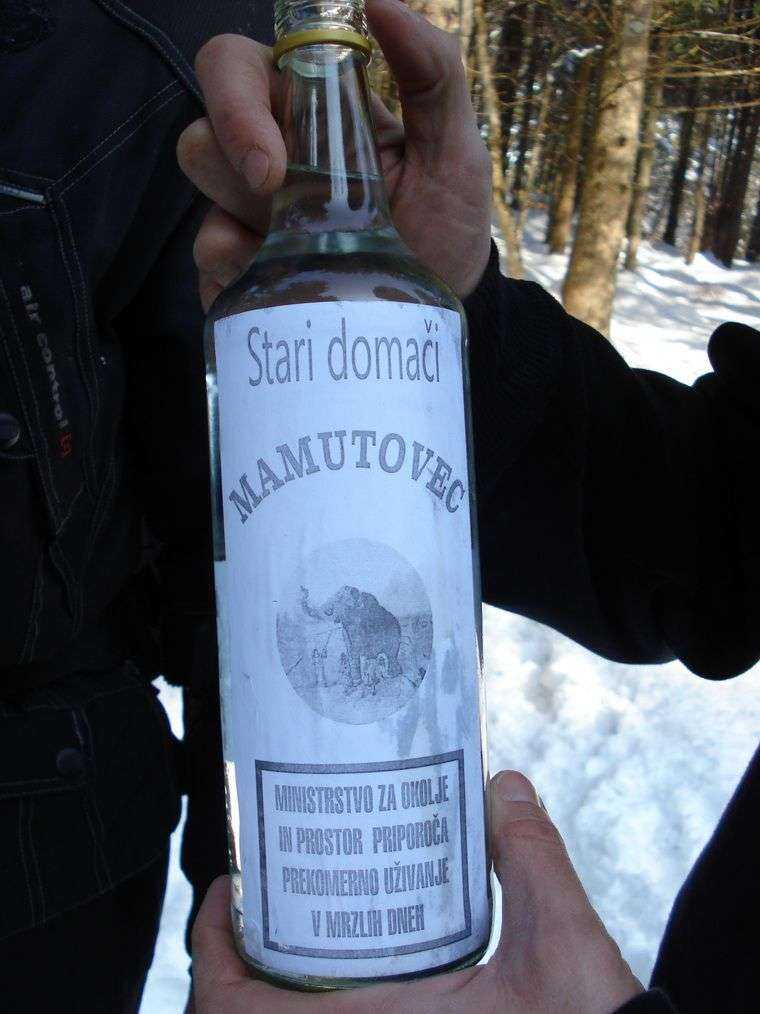 Stari domači
MAMUTOVEC
MINISTRSTVO ZA OKOLJE
IN PROSTOR PRIPOROČA
PREKOMERNO UŽIVANJE
V MRZLIH DNEH
air control